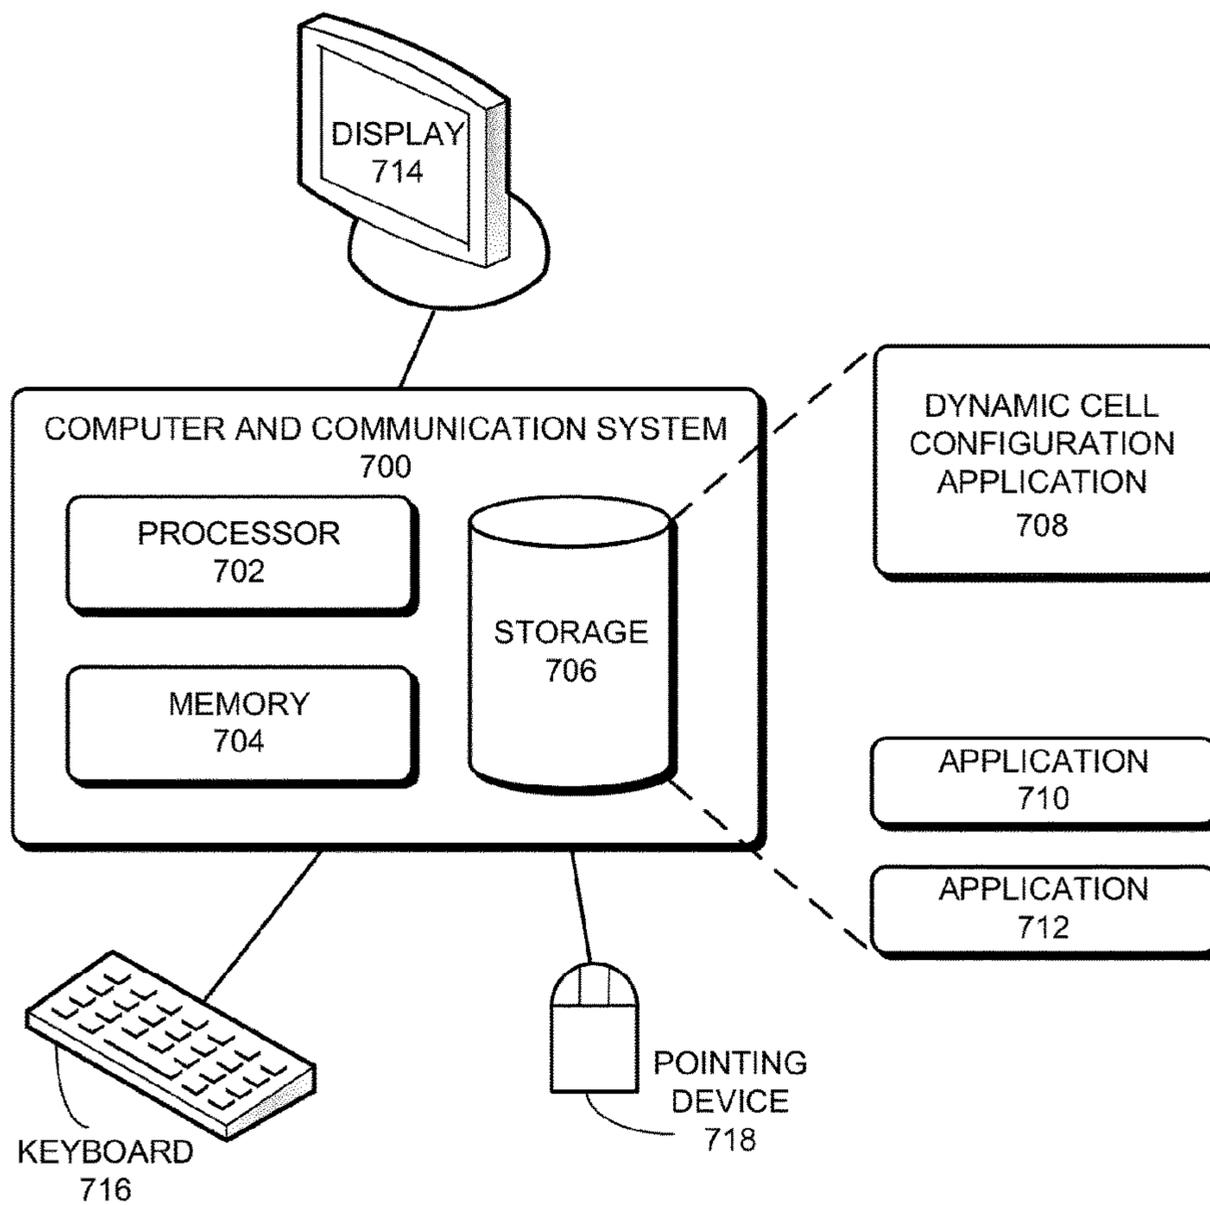 DISPLAY
714
COMPUTER AND COMMUNICATION SYSTEM
700
PROCESSOR
702
MEMORY
704
STORAGE
706
DYNAMIC CELL
CONFIGURATION
APPLICATION
708
APPLICATION
710
APPLICATION
712
KEYBOARD
716
POINTING
DEVICE
718